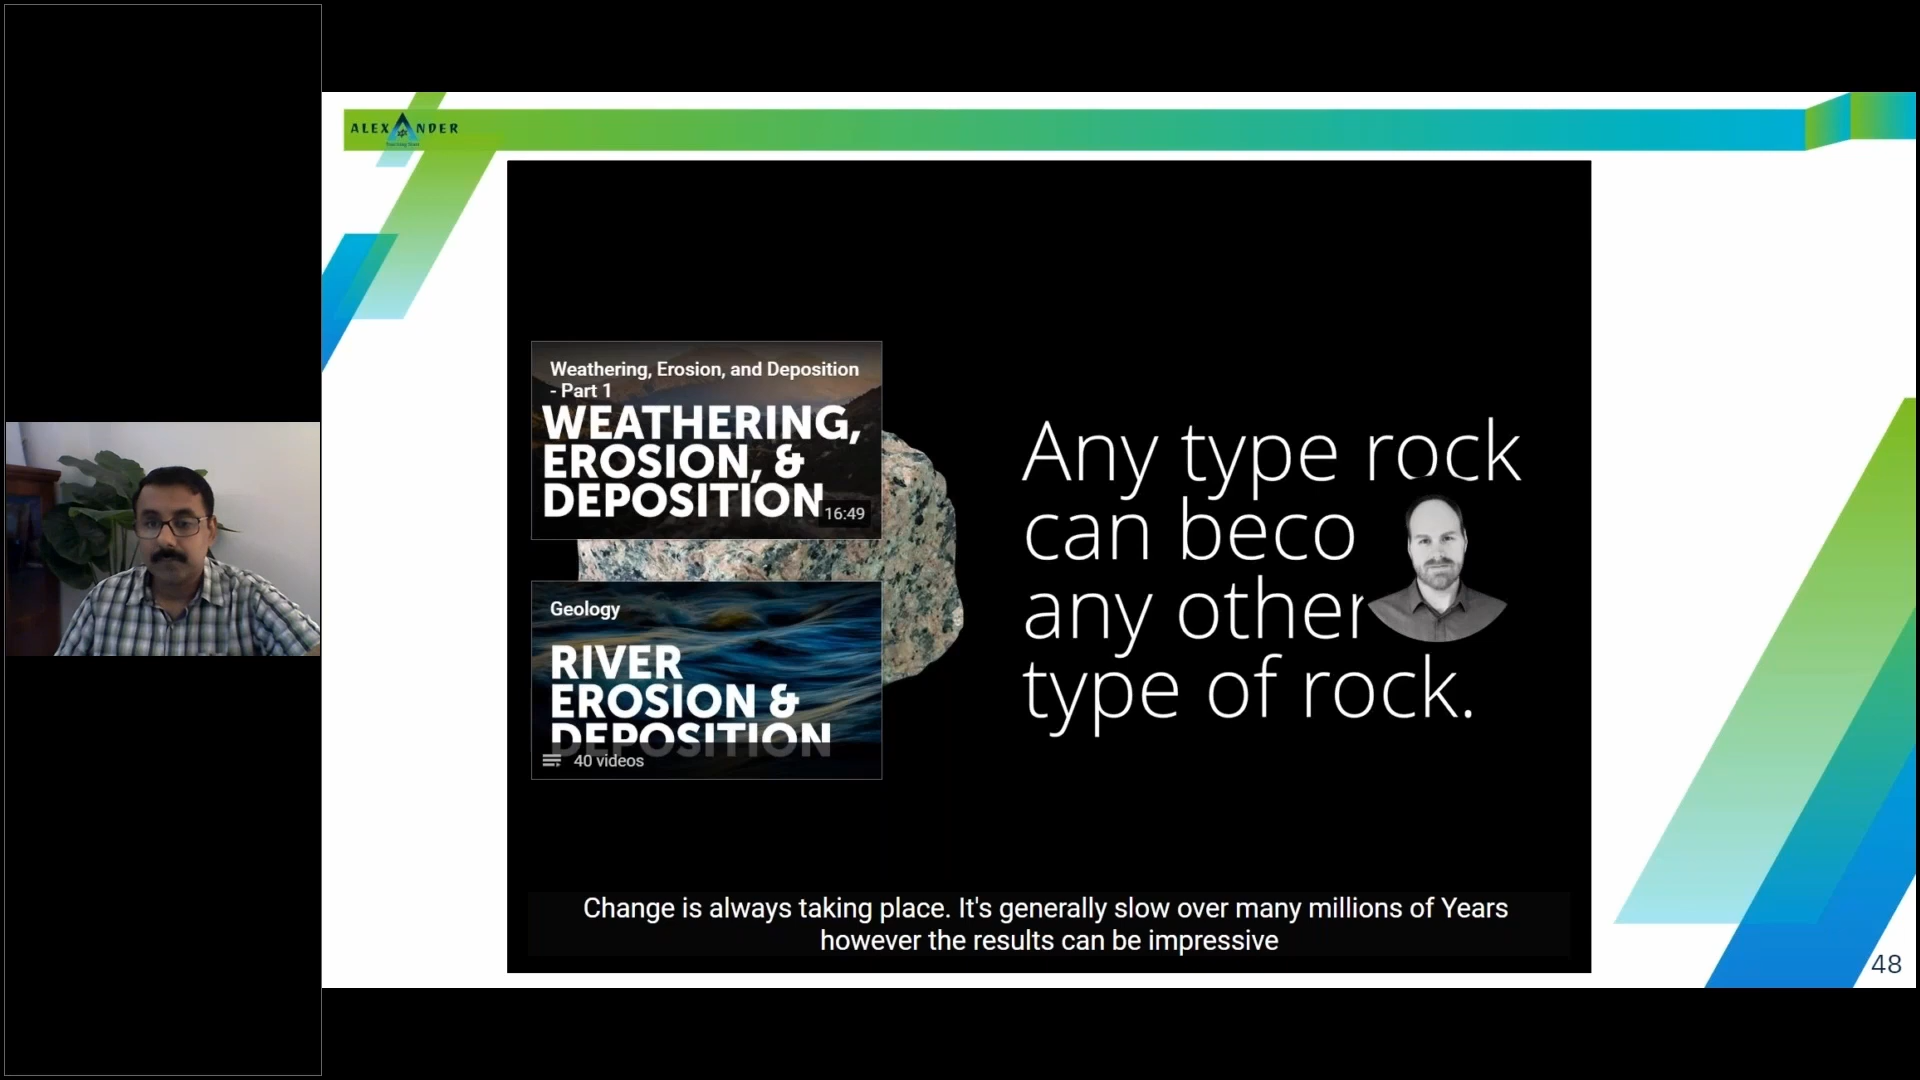 ALEXANDER
Weathering, Erosion, and Deposition
- Part 1
WEATHERING,
EROSION, &
DEPOSITION
16:49
Geology
RIVER
EROSION &
DEPOSITION
40 videos
Any type rock
can beco
any other
type of rock.
Change is always taking place. It's generally slow over many millions of Years
however the results can be impressive
48